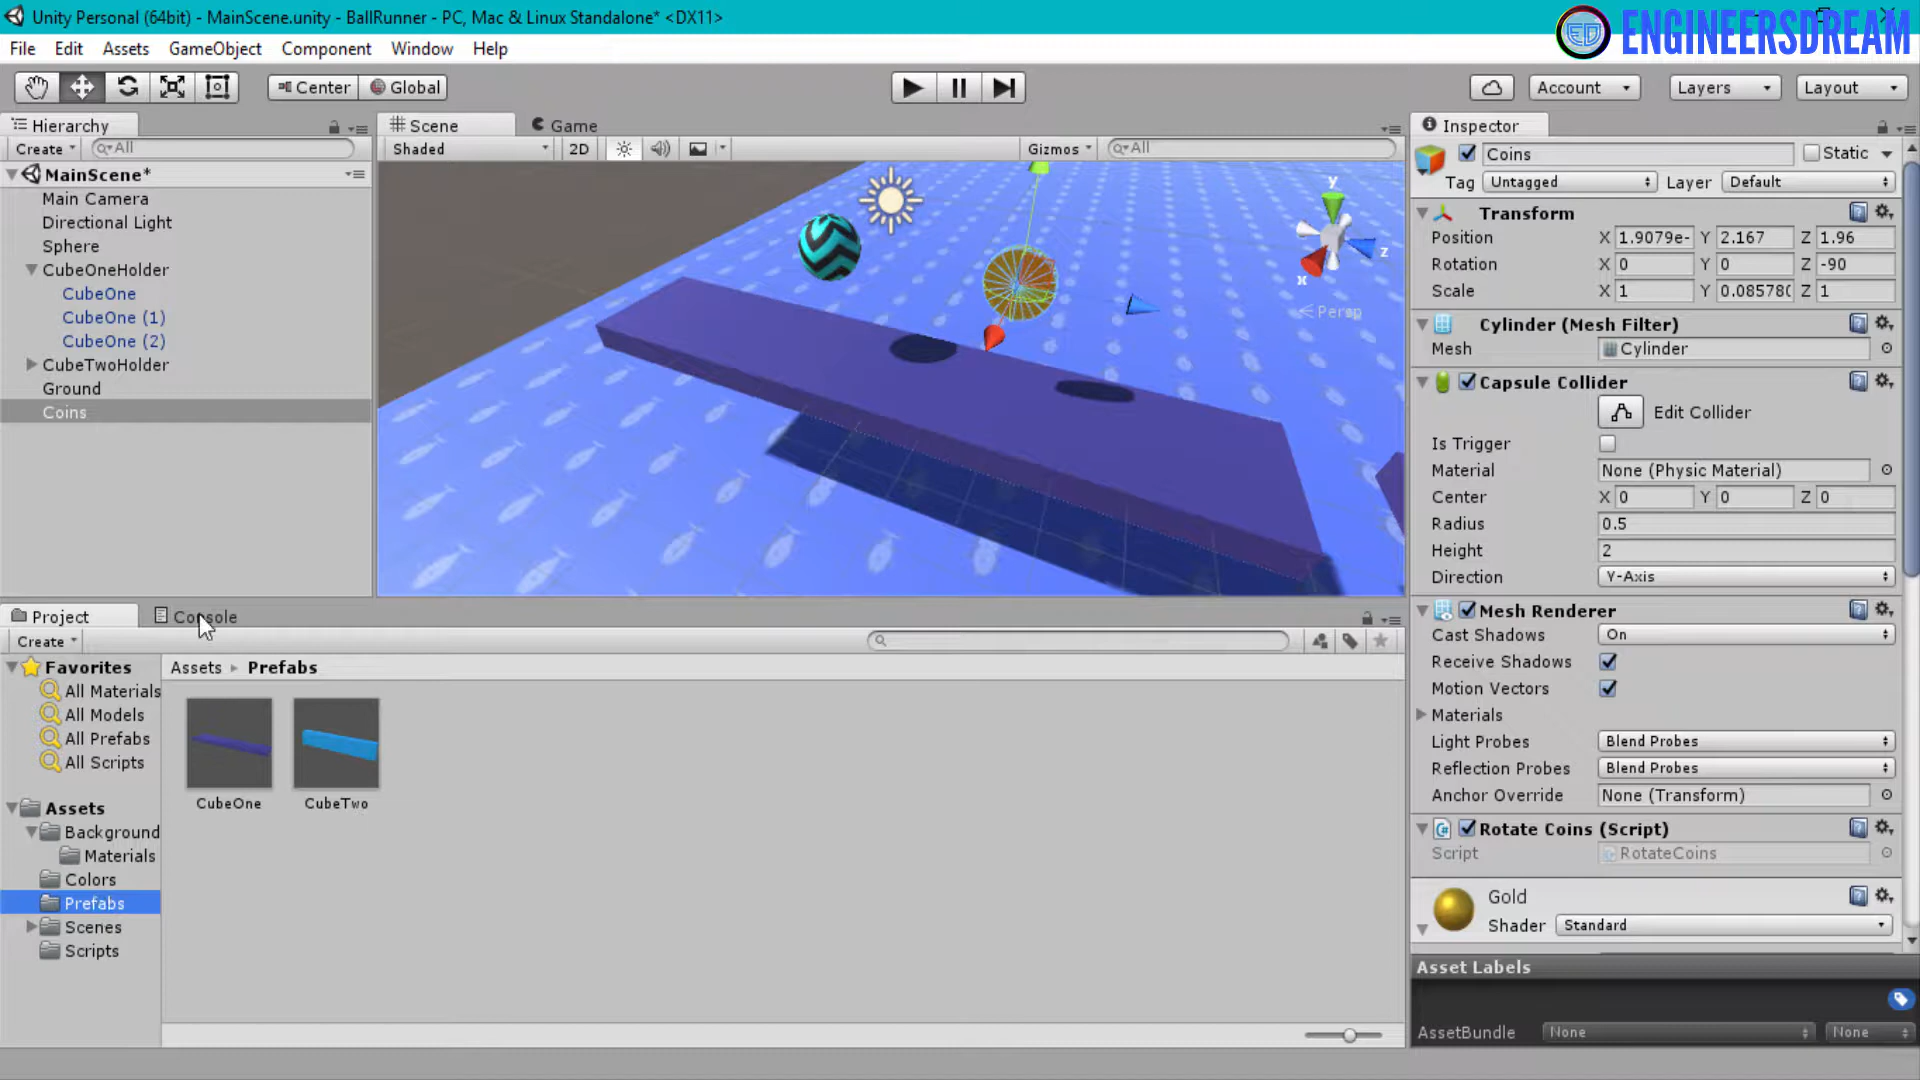 Unity Personal (64bit) - MainScene.unity - BallRunner - PC, Mac & Linux Standalone* <DX11>
ED ENGINEERSDREAM
File Edit Assets GameObject Component Window Help
Center Global Account Layers Layout
Hierarchy
Create All
MainScene*
Main Camera
Directional Light
Sphere
CubeOneHolder
CubeOne
CubeOne (1)
CubeOne (2)
CubeTwoHolder
Ground
Coins
Scene Game
Shaded 2D Gizmos All
y
z
x
Persp
Inspector
Coins Static
Tag Untagged Layer Default
Transform
Position X 1.9079e- Y 2.167 Z 1.96
Rotation X 0 Y 0 Z -90
Scale X 1 Y 0.08578( Z 1
Cylinder (Mesh Filter)
Mesh Cylinder
Capsule Collider
Edit Collider
Is Trigger
Material None (Physic Material)
Center X 0 Y 0 Z 0
Radius 0.5
Height 2
Direction Y-Axis
Mesh Renderer
Cast Shadows On
Receive Shadows
Motion Vectors
Materials
Light Probes Blend Probes
Reflection Probes Blend Probes
Anchor Override None (Transform)
Rotate Coins (Script)
Script RotateCoins
Gold
Shader Standard
Asset Labels
AssetBundle None None
Project Console
Create
Favorites
All Materials
All Models
All Prefabs
All Scripts
Assets
Background
Materials
Colors
Prefabs
Scenes
Scripts
Assets Prefabs
CubeOne CubeTwo